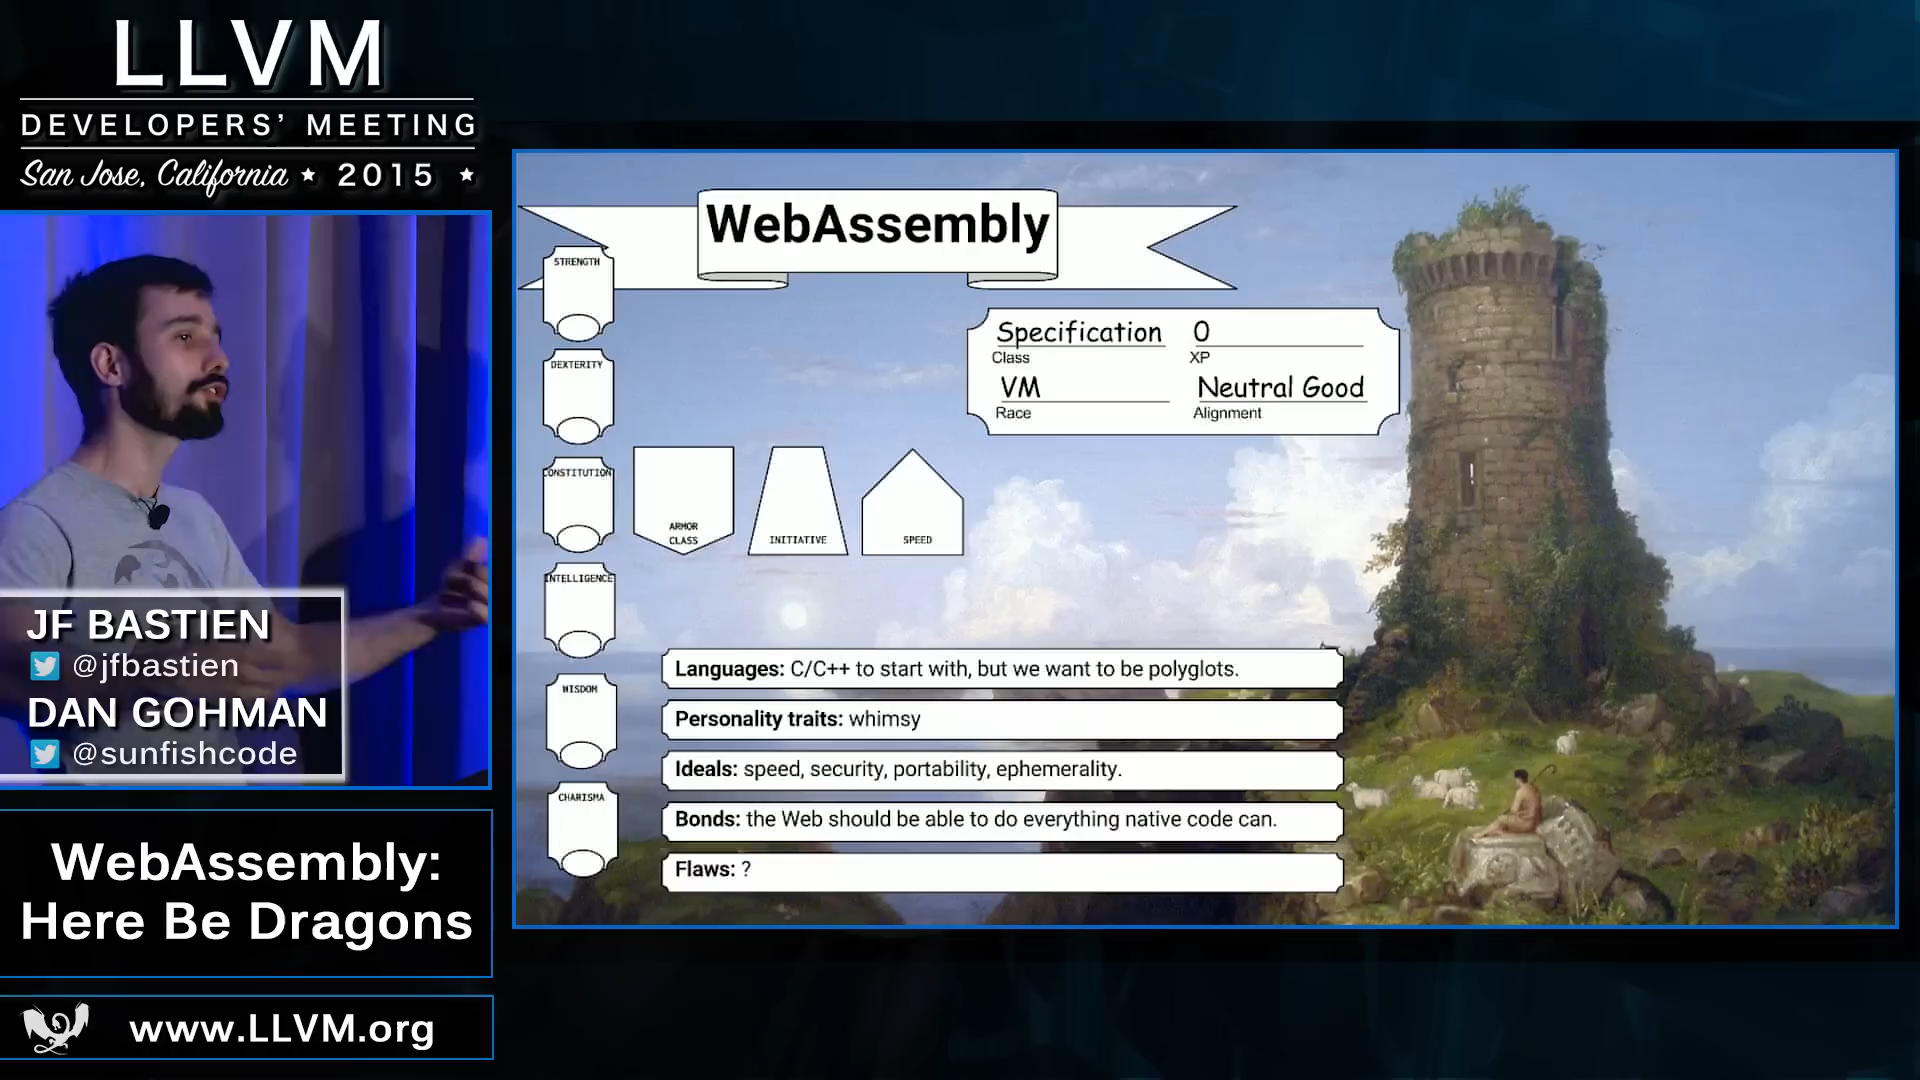 LLVM
DEVELOPERS’ MEETING
San Jose, California ★ 2015 ★
JF BASTIEN
@jfbastien
DAN GOHMAN
@sunfishcode
WebAssembly:
Here Be Dragons
www.LLVM.org
WebAssembly
STRENGTH
DEXTERITY
CONSTITUTION
INTELLIGENCE
WISDOM
CHARISMA
Specification 0
Class XP
VM Neutral Good
Race Alignment
ARMOR
CLASS
INITIATIVE
SPEED
Languages: C/C++ to start with, but we want to be polyglots.
Personality traits: whimsy
Ideals: speed, security, portability, ephemerality.
Bonds: the Web should be able to do everything native code can.
Flaws: ?